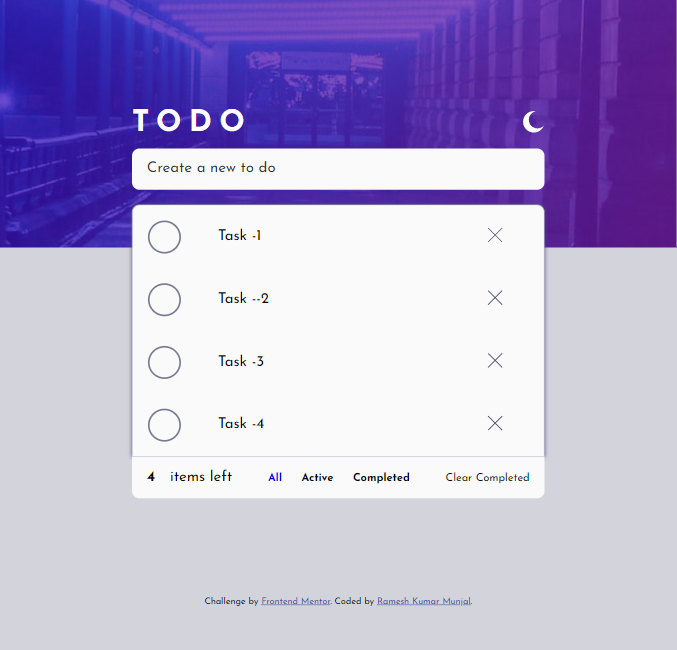 TODO
Create a new to do
Task -1
Task --2
Task -3
Task -4
4 items left All Active Completed Clear Completed
Challenge by Frontend Mentor. Coded by Ramesh Kumar Munjal.